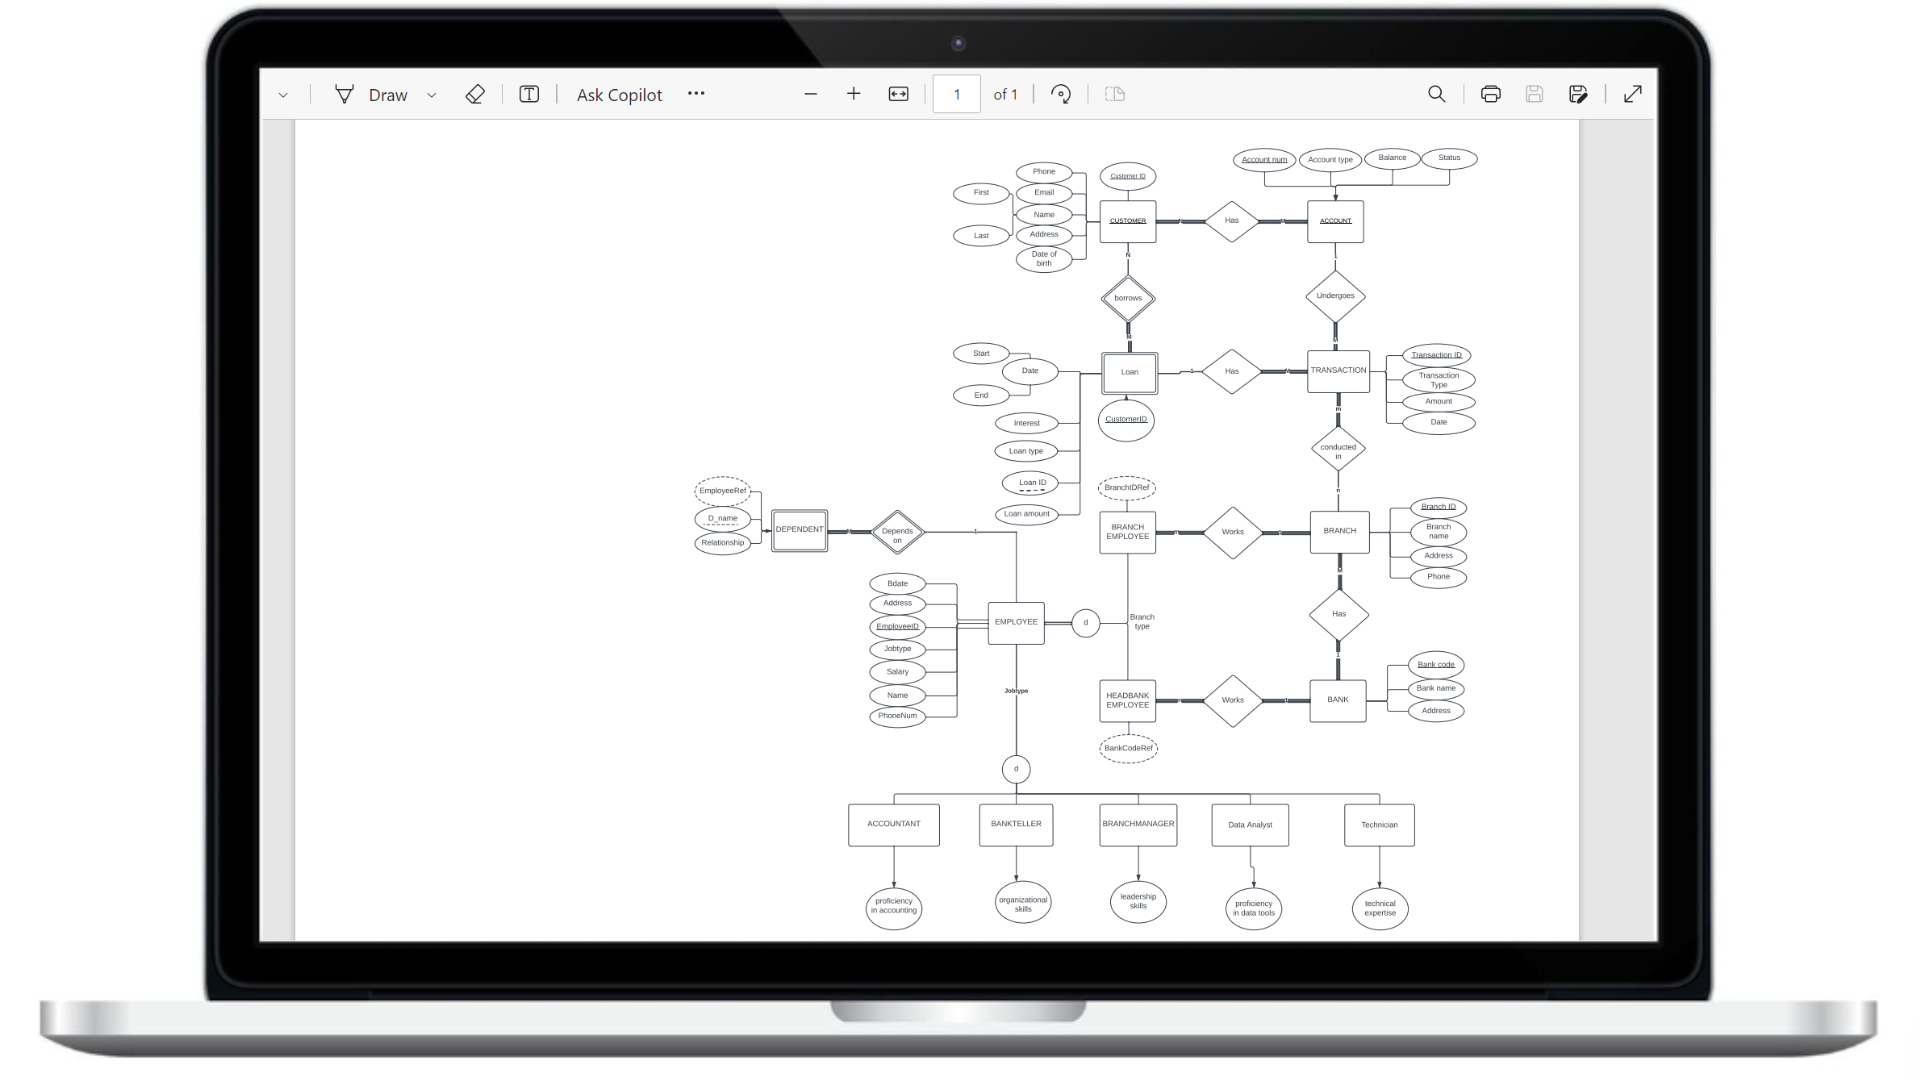 Draw
Ask Copilot
1 of 1
Account num
Account type
Balance
Status
Phone
Customer ID
First
Email
Name
CUSTOMER
Has
ACCOUNT
Last
Address
Date of
birth
N
1
borrows
Undergoes
Start
Date
End
Loan
1
Has
TRANSACTION
Transaction ID
Transaction
Type
Amount
Date
CustomerID
Interest
Loan type
Loan ID
Loan amount
conducted
in
n
EmployeeRef
D_name
Relationship
DEPENDENT
Depends
on
1
BranchIDRef
BRANCH
EMPLOYEE
Works
BRANCH
Branch ID
Branch
name
Address
Phone
Bdate
Address
EmployeeID
Jobtype
Salary
Name
PhoneNum
EMPLOYEE
d
Branch
type
Has
Jobtype
HEADBANK
EMPLOYEE
Works
BANK
Bank code
Bank name
Address
BankCodeRef
d
ACCOUNTANT
BANKTELLER
BRANCHMANAGER
Data Analyst
Technician
proficiency
in accounting
organizational
skills
leadership
skills
proficiency
in data tools
technical
expertise